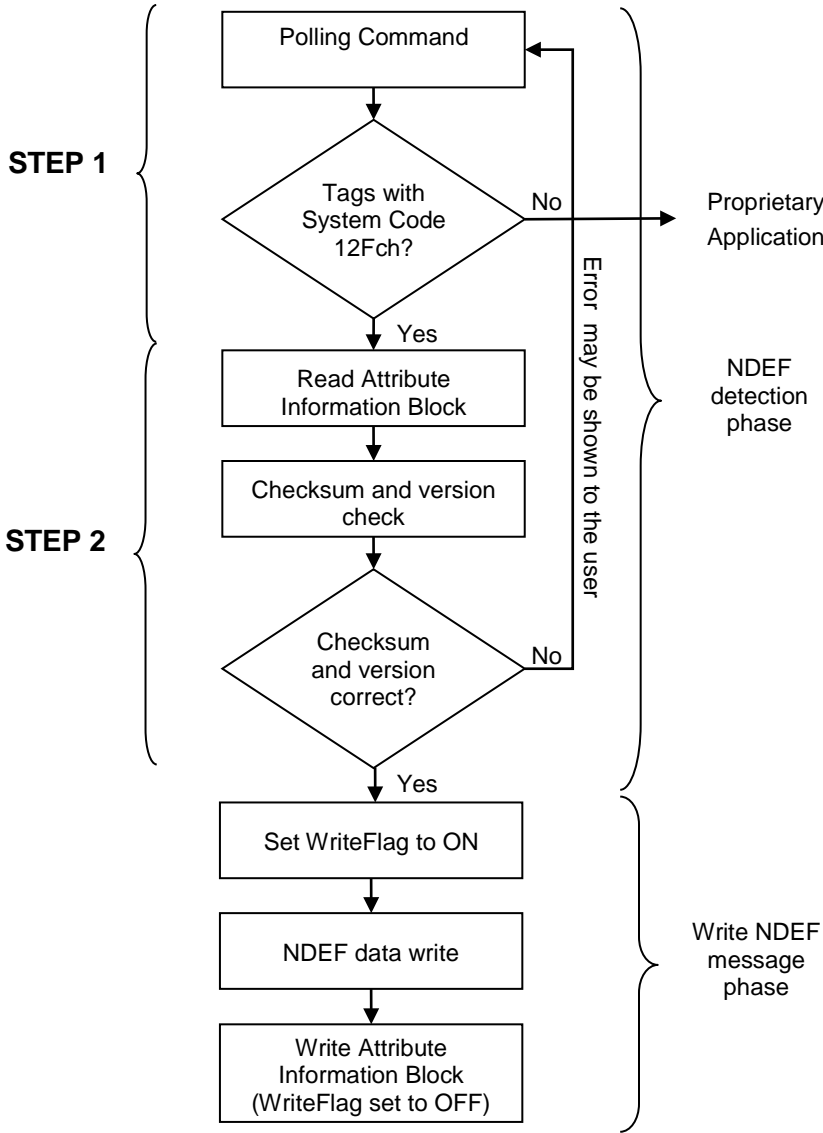 Polling Command
STEP 1
Tags with
System Code
12Fch?
No
Proprietary
Application
Error may be shown to the user
Yes
Read Attribute
Information Block
NDEF
detection
phase
Checksum and version
check
STEP 2
Checksum
and version
correct?
No
Yes
Set WriteFlag to ON
NDEF data write
Write NDEF
message
phase
Write Attribute
Information Block
(WriteFlag set to OFF)